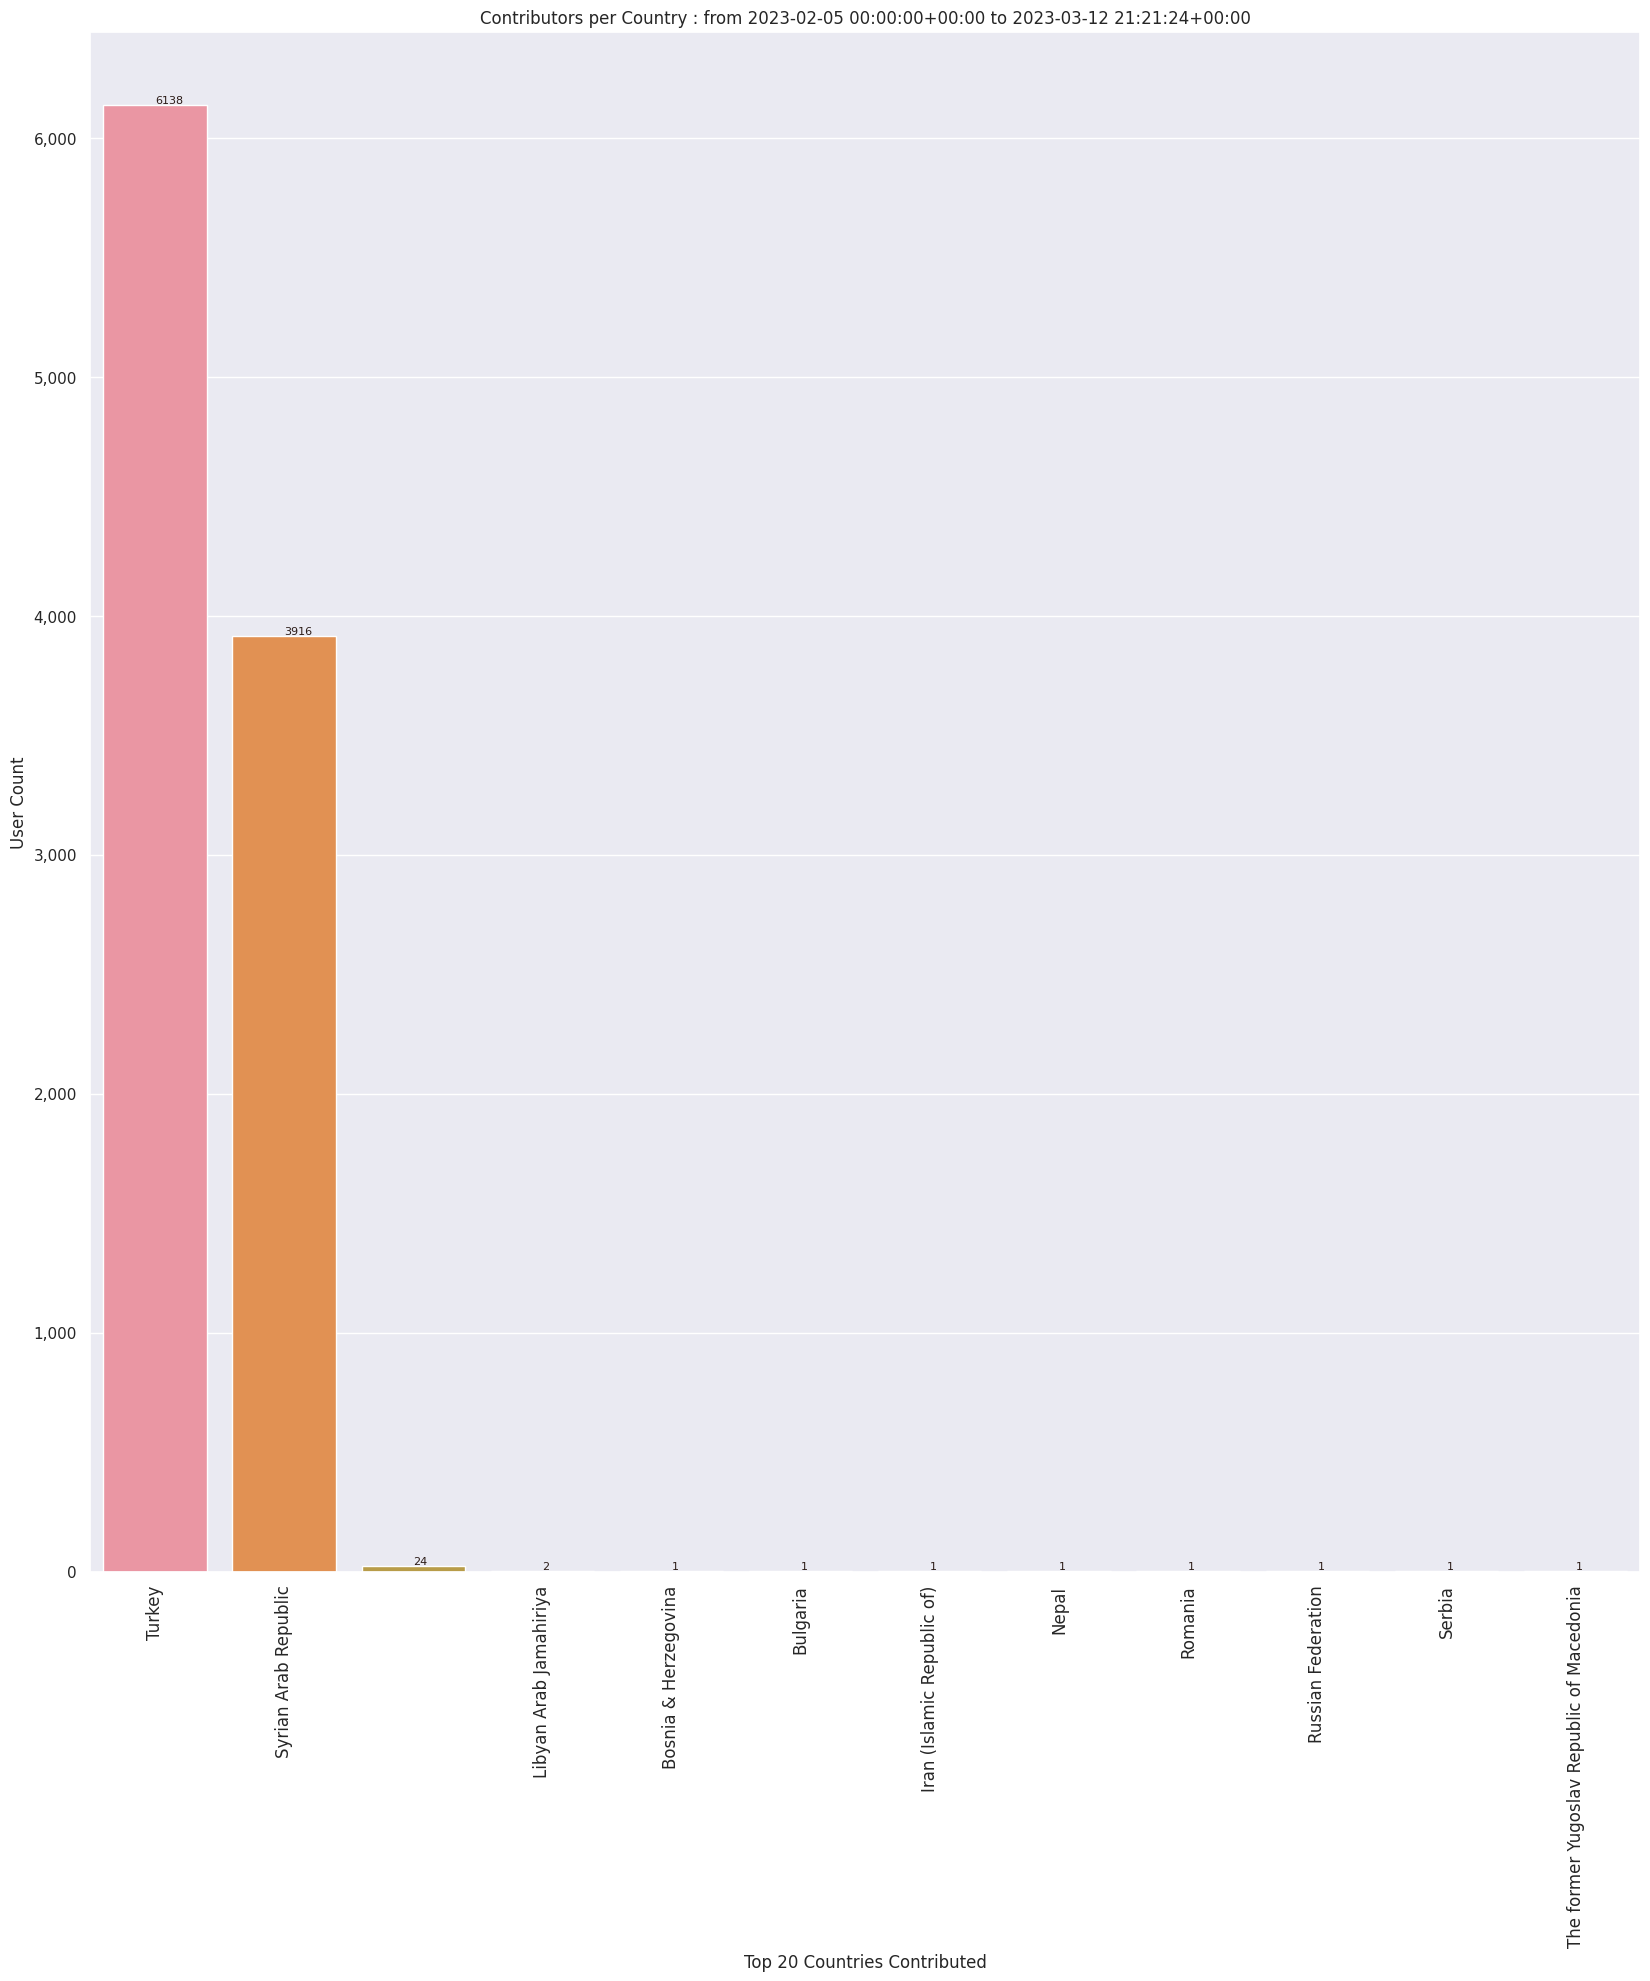 Contributors per Country : from 2023-02-05 00:00:00+00:00 to 2023-03-12 21:21:24+00:00
6138
6,000
5,000
4,000
3916
User Count
3,000
2,000
1,000
24
2
1
1
1
1
1
1
1
1
0
Turkey
Syrian Arab Republic
Libyan Arab Jamahiriya
Bosnia & Herzegovina
Bulgaria
Iran (Islamic Republic of)
Nepal
Romania
Russian Federation
Serbia
The former Yugoslav Republic of Macedonia
Top 20 Countries Contributed